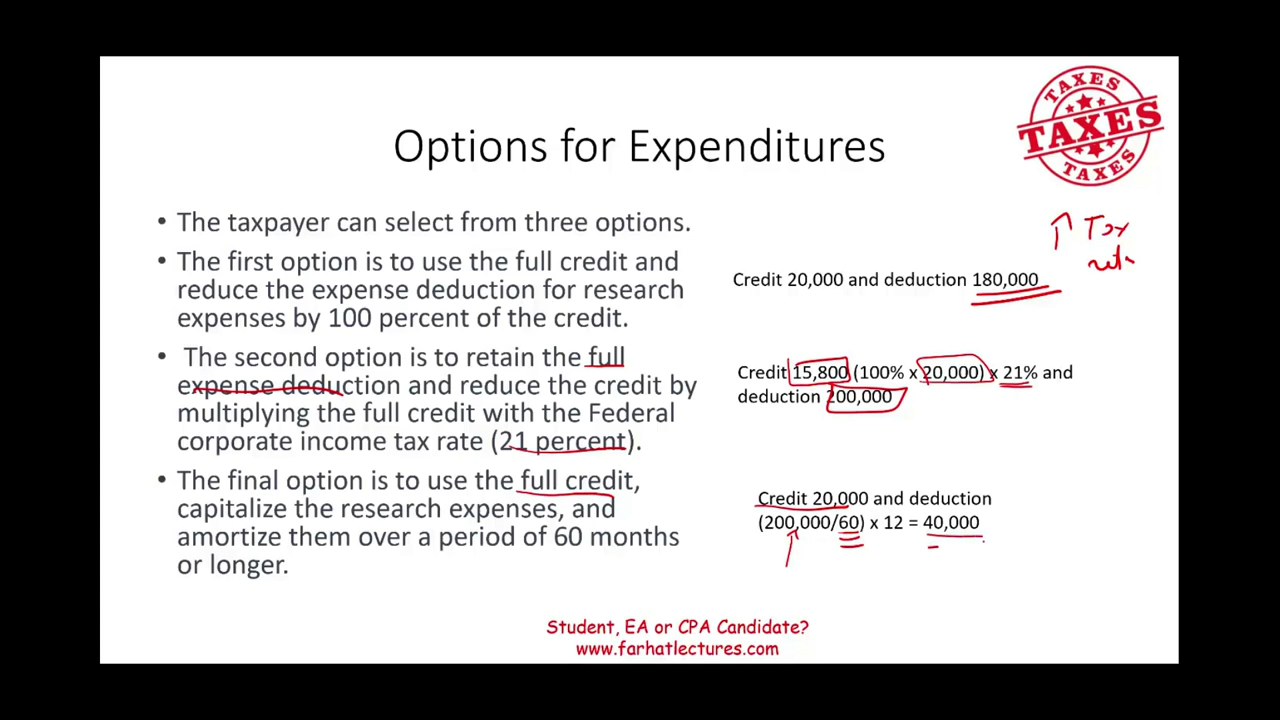 TAXES
TAXES
TAXES
Options for Expenditures
• The taxpayer can select from three options.
• The first option is to use the full credit and
reduce the expense deduction for research
expenses by 100 percent of the credit.
• The second option is to retain the full
expense deduction and reduce the credit by
multiplying the full credit with the Federal
corporate income tax rate (21 percent).
• The final option is to use the full credit,
capitalize the research expenses, and
amortize them over a period of 60 months
or longer.
Tax
Credit 20,000 and deduction 180,000
Credit 15,800 (100% x 20,000) x 21% and
deduction 200,000
Credit 20,000 and deduction
(200,000/60) x 12 = 40,000
Student, EA or CPA Candidate?
www.farhatlectures.com